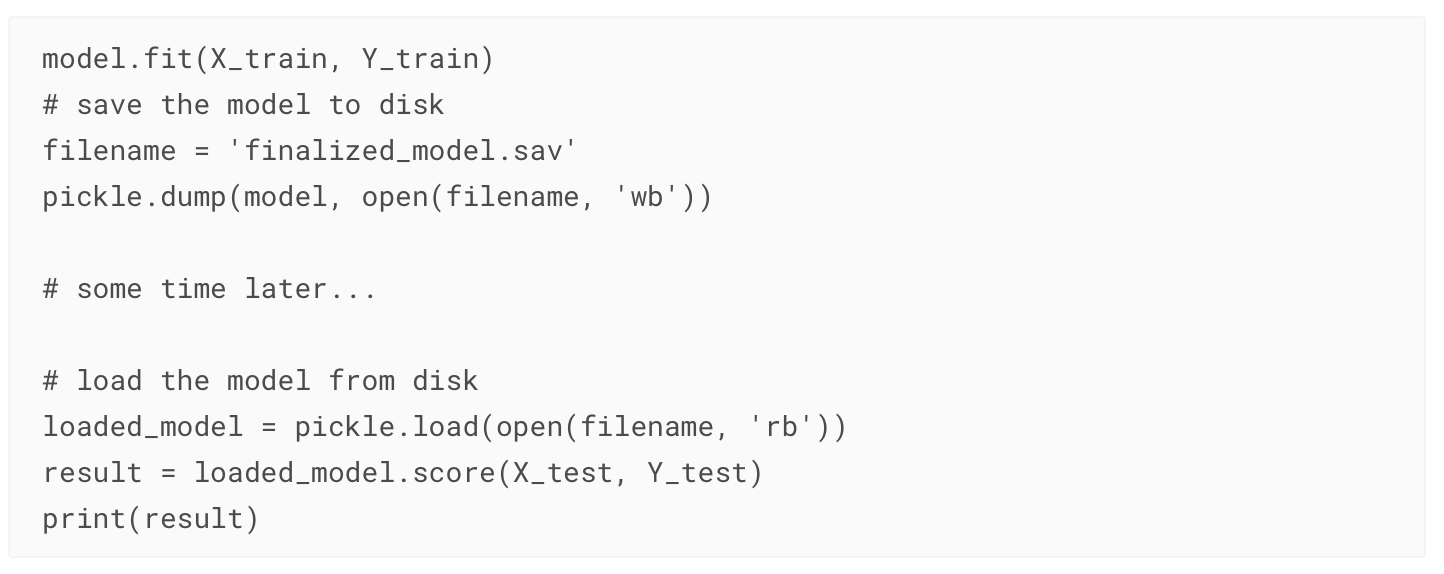 model.fit(X_train, Y_train)
# save the model to disk
filename = 'finalized_model.sav'
pickle.dump(model, open(filename, 'wb'))
# some time later...
# load the model from disk
loaded_model = pickle.load(open(filename, 'rb'))
result = loaded_model.score(X_test, Y_test)
print(result)